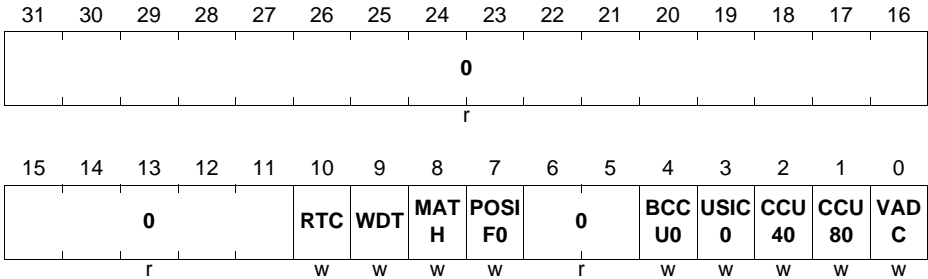 31 30 29 28 27 26 25 24 23 22 21 20 19 18 17 16
0
r
15 14 13 12 11 10 9 8 7 6 5 4 3 2 1 0
0 RTC WDT MAT H POSI F0 0 BCC U0 USIC 0 CCU 40 CCU 80 VAD C
r w w w w r w w w w w